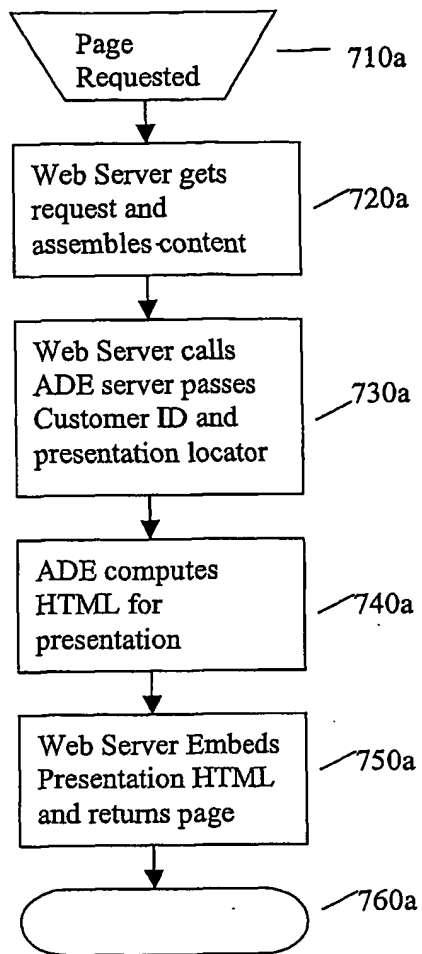 Page
Requested
710a
Web Server gets
request and
assembles content
720a
Web Server calls
ADE server passes
Customer ID and
presentation locator
730a
ADE computes
HTML for
presentation
740a
Web Server Embeds
Presentation HTML
and returns page
750a
760a